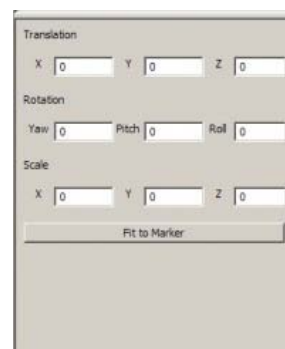 Translation
X 0 Y 0 Z 0
Rotation
Yaw 0 Pitch 0 Roll 0
Scale
X 0 Y 0 Z 0
Fit to Marker